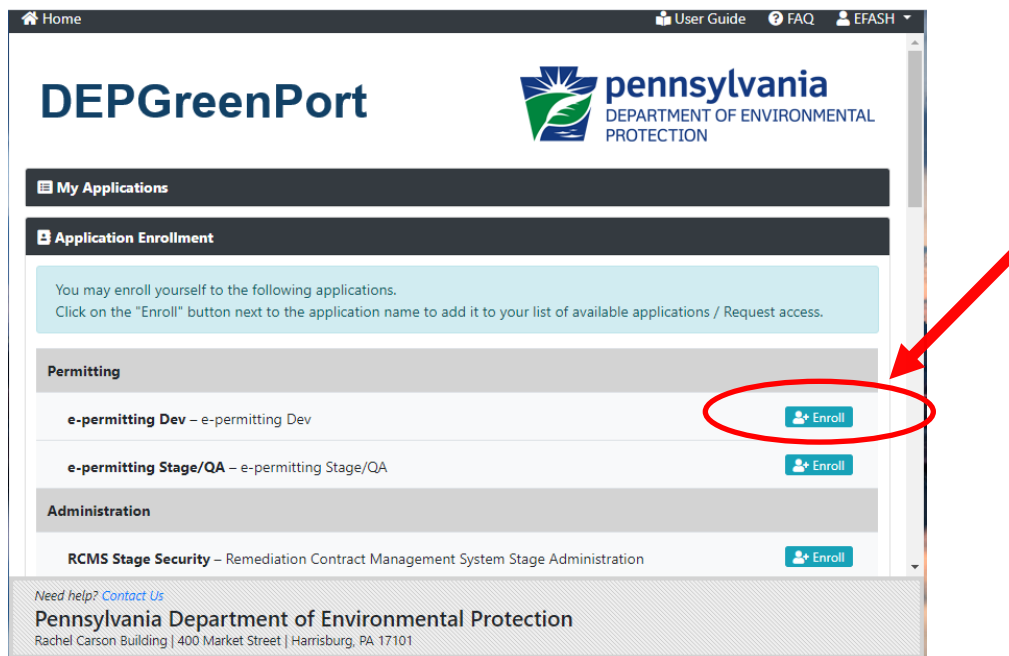 Home User Guide FAQ EFASH
DEPGreenPort
pennsylvania
DEPARTMENT OF ENVIRONMENTAL
PROTECTION
My Applications
Application Enrollment
You may enroll yourself to the following applications.
Click on the "Enroll" button next to the application name to add it to your list of available applications / Request access.
Permitting
e-permitting Dev – e-permitting Dev Enroll
e-permitting Stage/QA – e-permitting Stage/QA Enroll
Administration
RCMS Stage Security – Remediation Contract Management System Stage Administration Enroll
Need help? Contact Us
Pennsylvania Department of Environmental Protection
Rachel Carson Building | 400 Market Street | Harrisburg, PA 17101